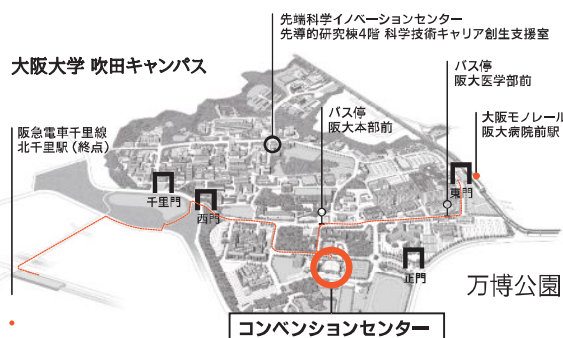 先端科学イノベーションセンター
先導的研究棟4階 科学技術キャリア創生支援室
大阪大学 吹田キャンパス
バス停
阪大医学部前
バス停
阪大本部前
大阪モノレール
阪大病院前駅
阪急電車千里線
北千里駅（終点）
千里門
西門
東門
正門
万博公園
コンベンションセンター